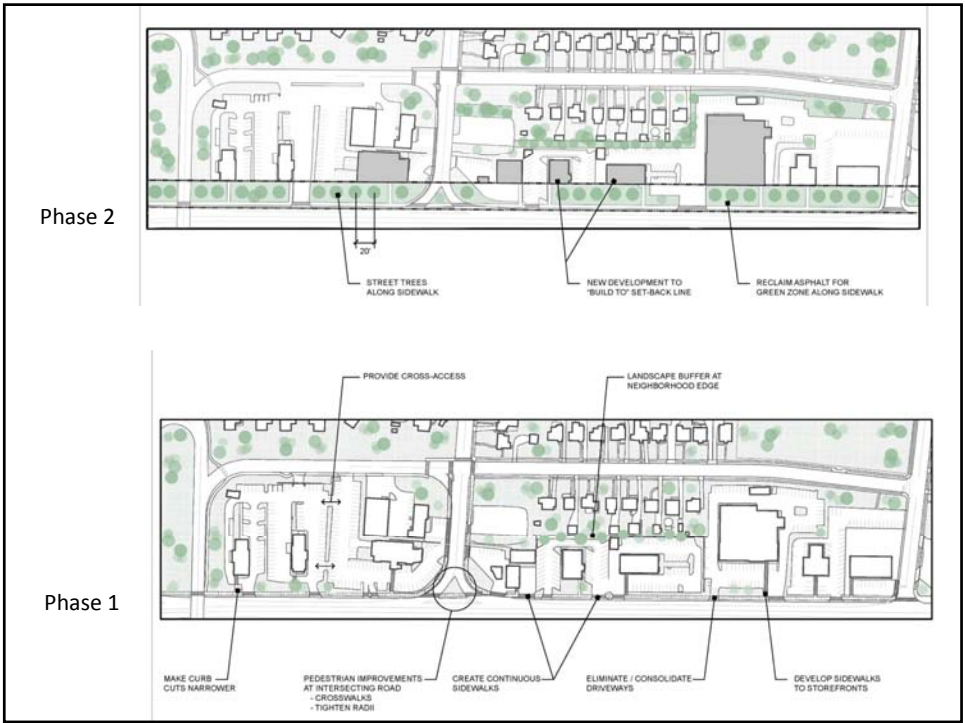 Phase 2
20'
STREET TREES
ALONG SIDEWALK
NEW DEVELOPMENT TO
"BUILD TO" SET-BACK LINE
RECLAIM ASPHALT FOR
GREEN ZONE ALONG SIDEWALK
PROVIDE CROSS-ACCESS
LANDSCAPE BUFFER AT
NEIGHBORHOOD EDGE
Phase 1
MAKE CURB
CUTS NARROWER
PEDESTRIAN IMPROVEMENTS
AT INTERSECTING ROAD
- CROSSWALKS
- TIGHTEN RADII
CREATE CONTINUOUS
SIDEWALKS
ELIMINATE / CONSOLIDATE
DRIVEWAYS
DEVELOP SIDEWALKS
TO STOREFRONTS